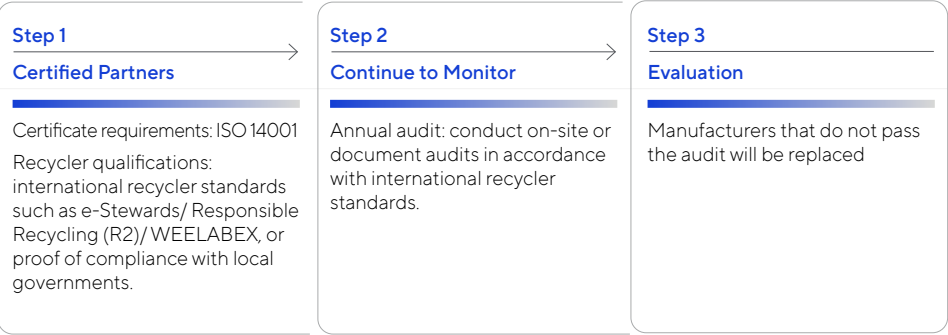 Step 1
Certified Partners
Certificate requirements: ISO 14001
Recycler qualifications:
international recycler standards
such as e-Stewards/ Responsible
Recycling (R2)/ WEELABEX, or
proof of compliance with local
governments.
Step 2
Continue to Monitor
Annual audit: conduct on-site or
document audits in accordance
with international recycler
standards.
Step 3
Evaluation
Manufacturers that do not pass
the audit will be replaced